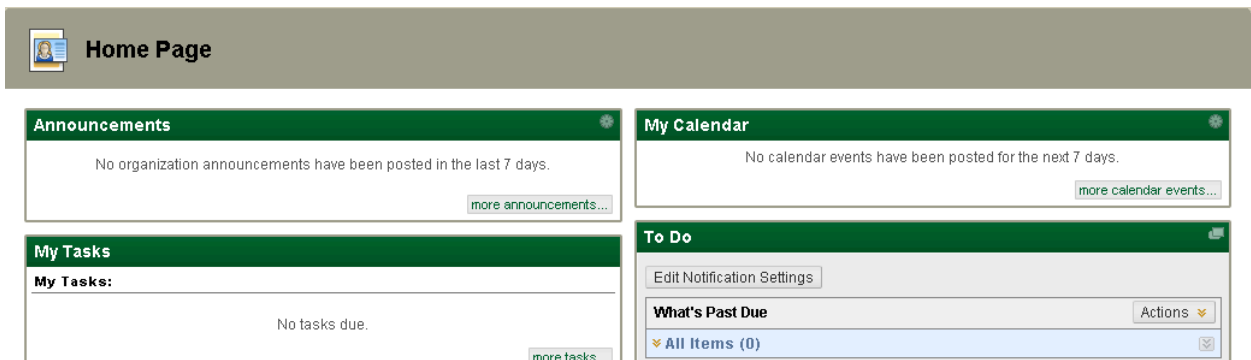 Home Page
Announcements
No organization announcements have been posted in the last 7 days.
more announcements...
My Tasks
My Tasks:
No tasks due.
more tasks...
My Calendar
No calendar events have been posted for the next 7 days.
more calendar events...
To Do
Edit Notification Settings
What's Past Due
Actions
All Items (0)